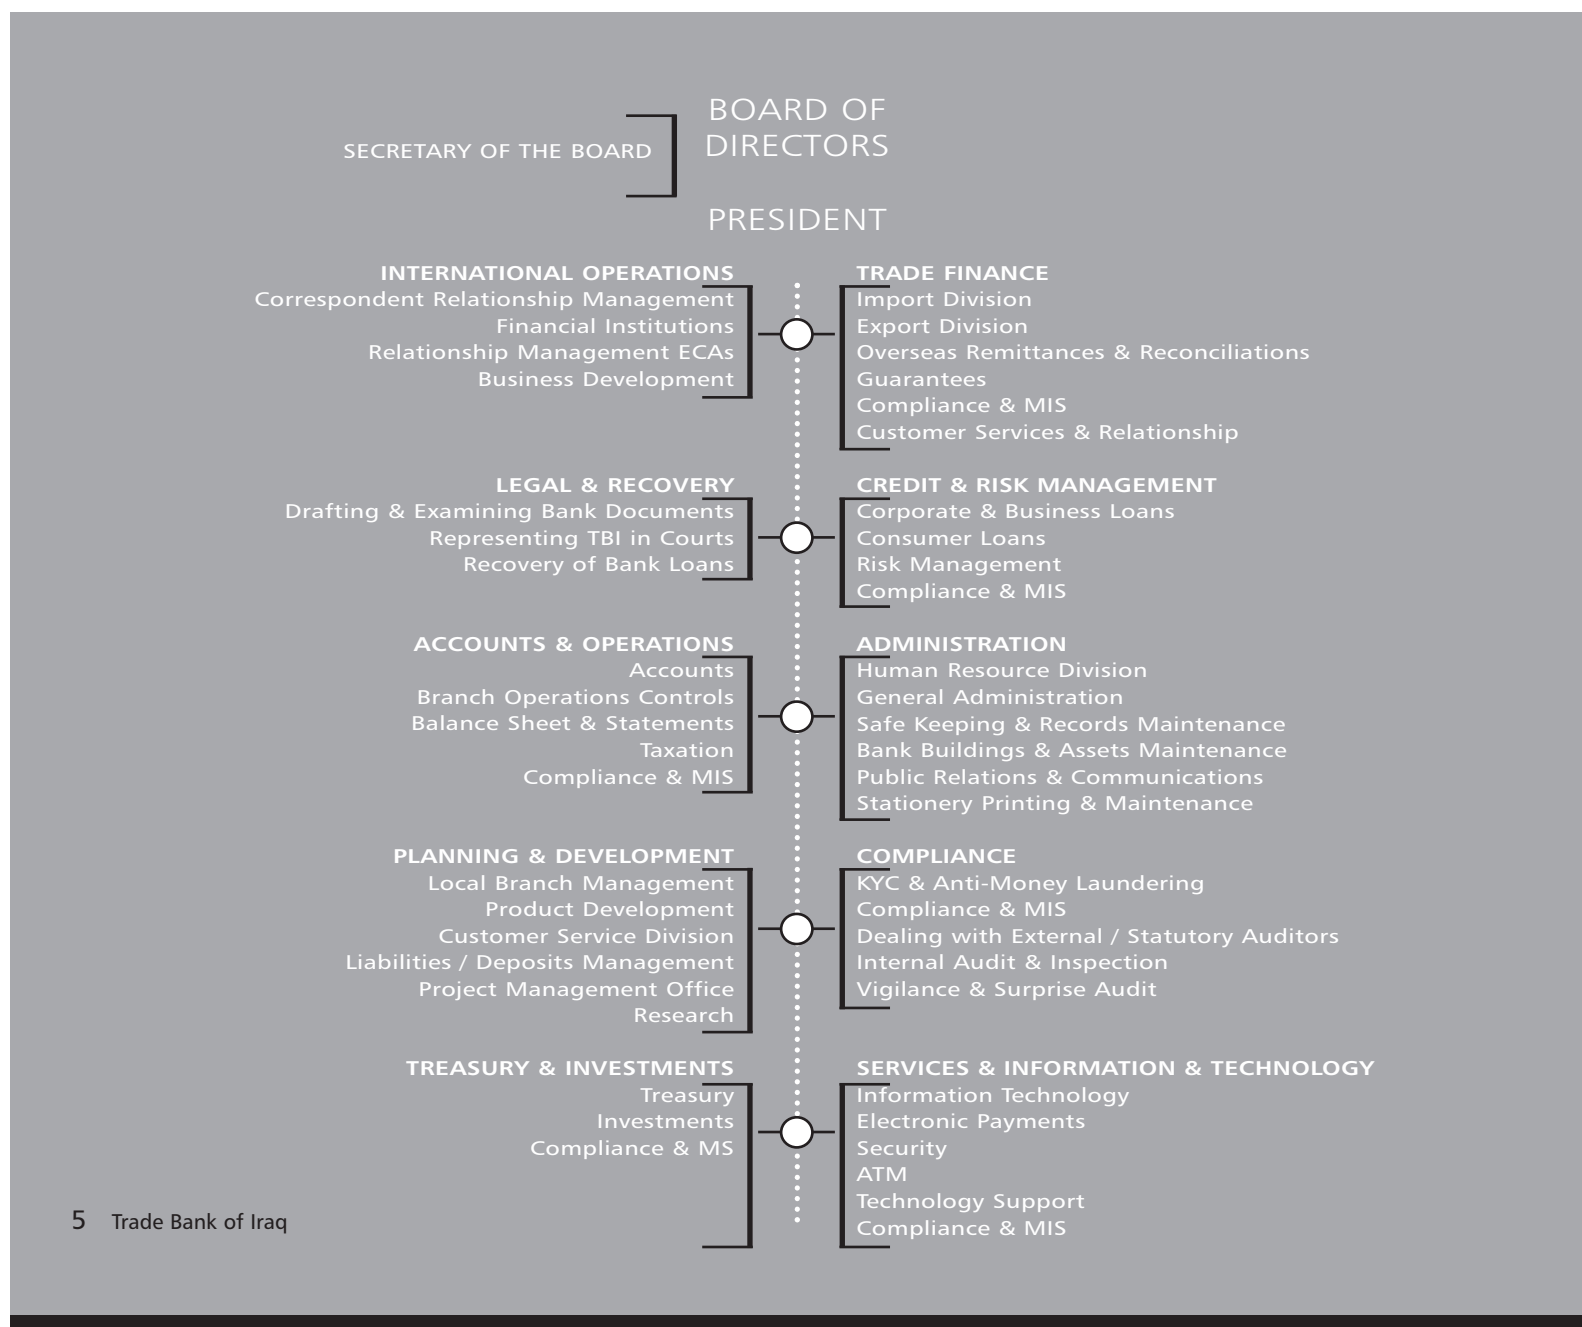 BOARD OF
DIRECTORS
SECRETARY OF THE BOARD
PRESIDENT
INTERNATIONAL OPERATIONS
Correspondent Relationship Management
Financial Institutions
Relationship Management ECAs
Business Development
TRADE FINANCE
Import Division
Export Division
Overseas Remittances & Reconciliations
Guarantees
Compliance & MIS
Customer Services & Relationship
LEGAL & RECOVERY
Drafting & Examining Bank Documents
Representing TBI in Courts
Recovery of Bank Loans
CREDIT & RISK MANAGEMENT
Corporate & Business Loans
Consumer Loans
Risk Management
Compliance & MIS
ACCOUNTS & OPERATIONS
Accounts
Branch Operations Controls
Balance Sheet & Statements
Taxation
Compliance & MIS
ADMINISTRATION
Human Resource Division
General Administration
Safe Keeping & Records Maintenance
Bank Buildings & Assets Maintenance
Public Relations & Communications
Stationery Printing & Maintenance
PLANNING & DEVELOPMENT
Local Branch Management
Product Development
Customer Service Division
Liabilities / Deposits Management
Project Management Office
Research
COMPLIANCE
KYC & Anti-Money Laundering
Compliance & MIS
Dealing with External / Statutory Auditors
Internal Audit & Inspection
Vigilance & Surprise Audit
TREASURY & INVESTMENTS
Treasury
Investments
Compliance & MS
SERVICES & INFORMATION & TECHNOLOGY
Information Technology
Electronic Payments
Security
ATM
Technology Support
Compliance & MIS
5 Trade Bank of Iraq